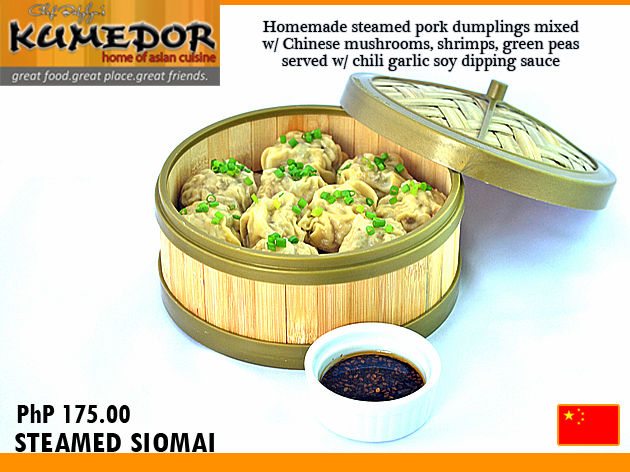 KUMEDOR
home of asian cuisine
great food.great place.great friends.
Homemade steamed pork dumplings mixed
w/ Chinese mushrooms, shrimps, green peas
served w/ chili garlic soy dipping sauce
PhP 175.00
STEAMED SIOMAI